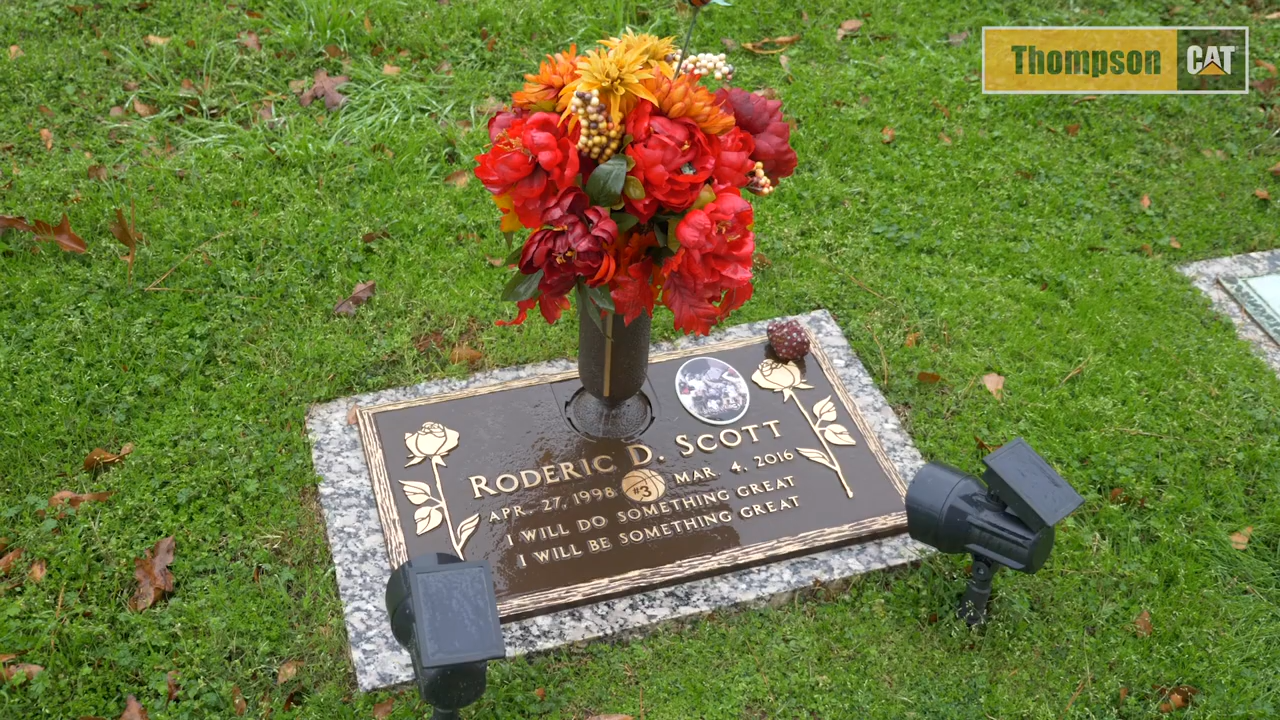 Thompson CAT
RODERIC D. SCOTT
APR. 27, 1998 #3 MAR. 4, 2016
I WILL DO SOMETHING GREAT
I WILL BE SOMETHING GREAT